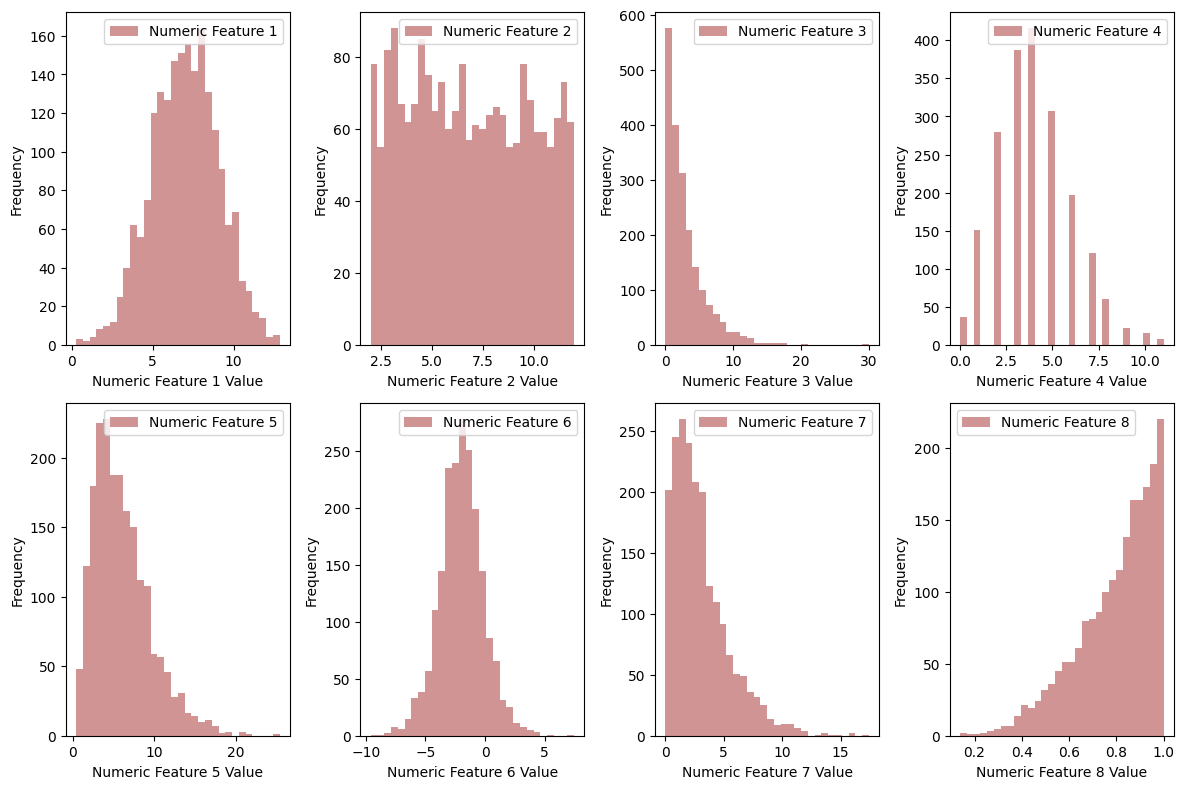 Numeric Feature 1
Frequency
160
140
120
100
80
60
40
20
0
0 5 10
Numeric Feature 1 Value
Numeric Feature 2
Frequency
80
60
40
20
0
2.5 5.0 7.5 10.0
Numeric Feature 2 Value
Numeric Feature 3
Frequency
600
500
400
300
200
100
0
0 10 20 30
Numeric Feature 3 Value
Numeric Feature 4
Frequency
400
350
300
250
200
150
100
50
0
0.0 2.5 5.0 7.5 10.0
Numeric Feature 4 Value
Numeric Feature 5
Frequency
200
150
100
50
0
0 10 20
Numeric Feature 5 Value
Numeric Feature 6
Frequency
250
200
150
100
50
0
−10 −5 0 5
Numeric Feature 6 Value
Numeric Feature 7
Frequency
250
200
150
100
50
0
0 5 10 15
Numeric Feature 7 Value
Numeric Feature 8
Frequency
200
150
100
50
0
0.2 0.4 0.6 0.8 1.0
Numeric Feature 8 Value